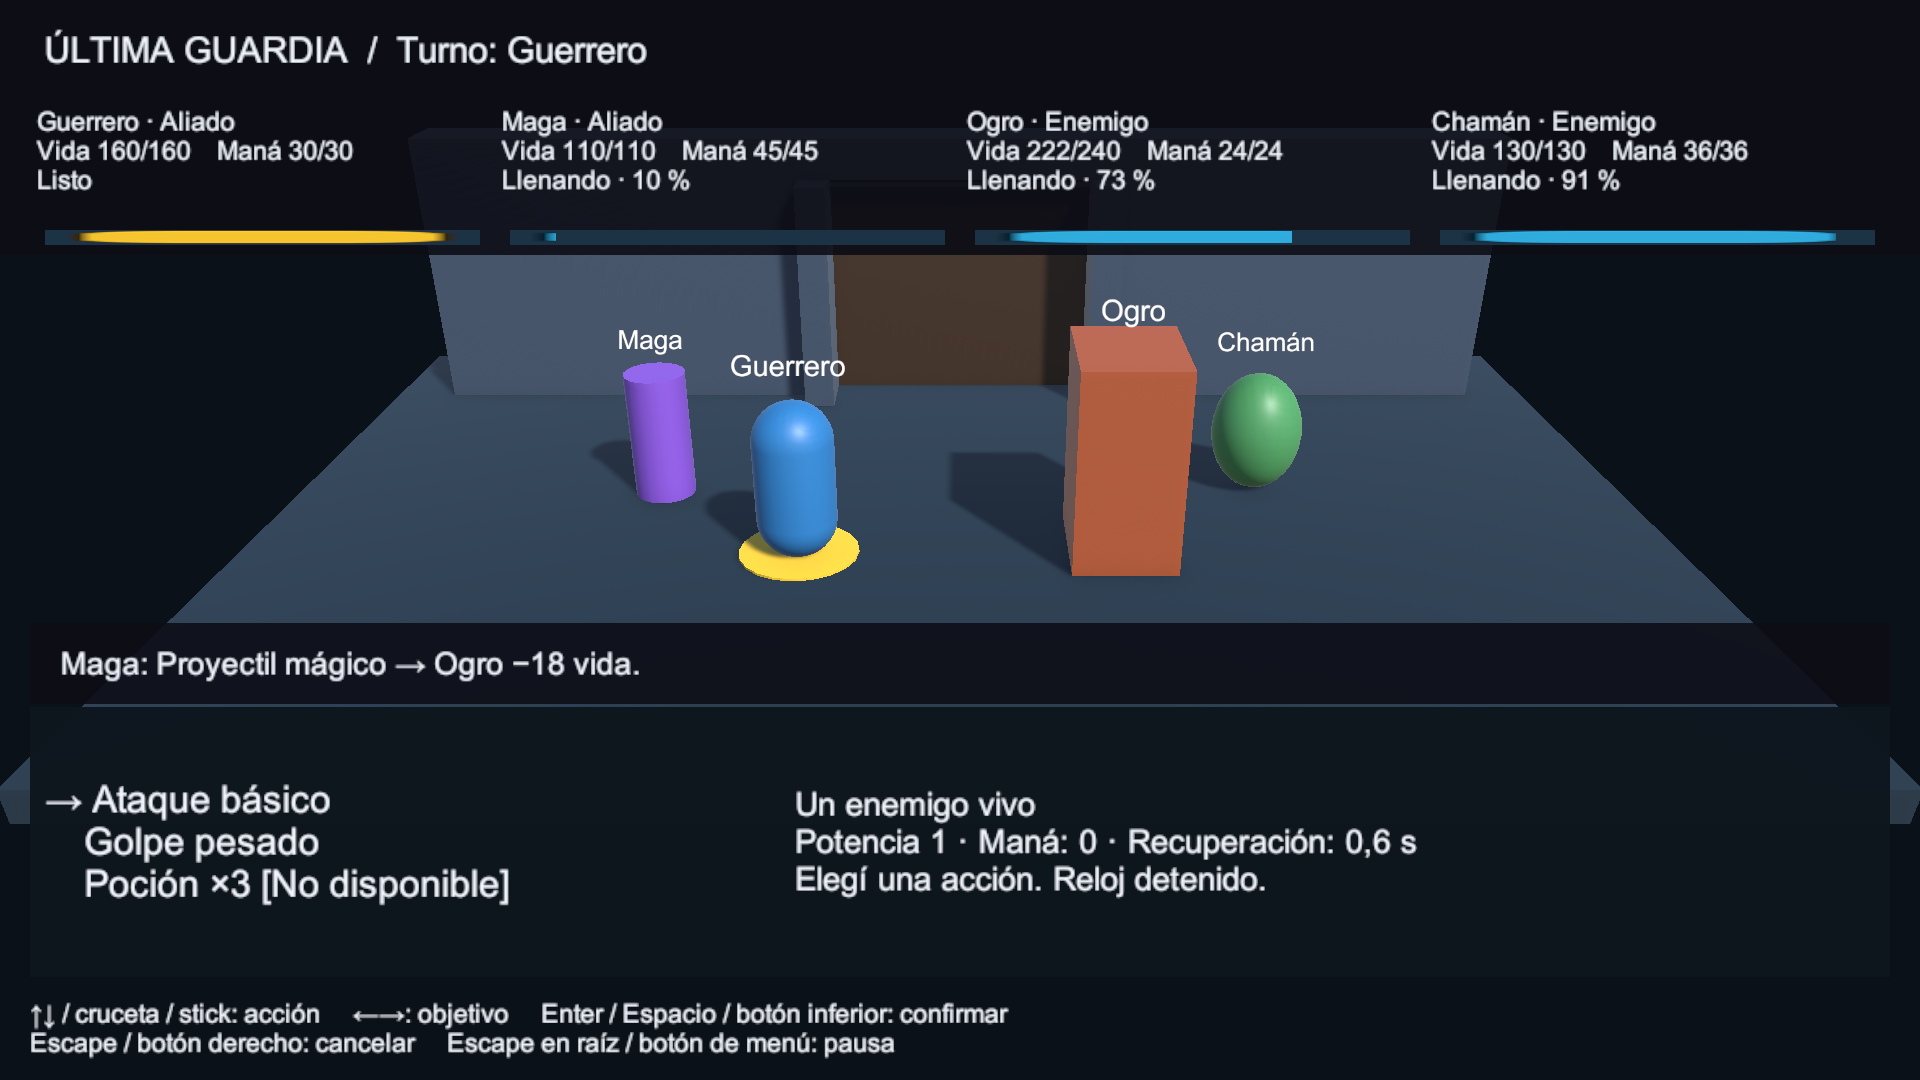 ÚLTIMA GUARDIA / Turno: Guerrero
Guerrero · Aliado
Vida 160/160 Maná 30/30
Listo
Maga · Aliado
Vida 110/110 Maná 45/45
Llenando · 10 %
Ogro · Enemigo
Vida 222/240 Maná 24/24
Llenando · 73 %
Chamán · Enemigo
Vida 130/130 Maná 36/36
Llenando · 91 %
Ogro
Maga
Chamán
Guerrero
Maga: Proyectil mágico → Ogro −18 vida.
→ Ataque básico
Golpe pesado
Poción ×3 [No disponible]
Un enemigo vivo
Potencia 1 · Maná: 0 · Recuperación: 0,6 s
Elegí una acción. Reloj detenido.
↑↓ / cruceta / stick: acción ←→: objetivo Enter / Espacio / botón inferior: confirmar
Escape / botón derecho: cancelar Escape en raíz / botón de menú: pausa